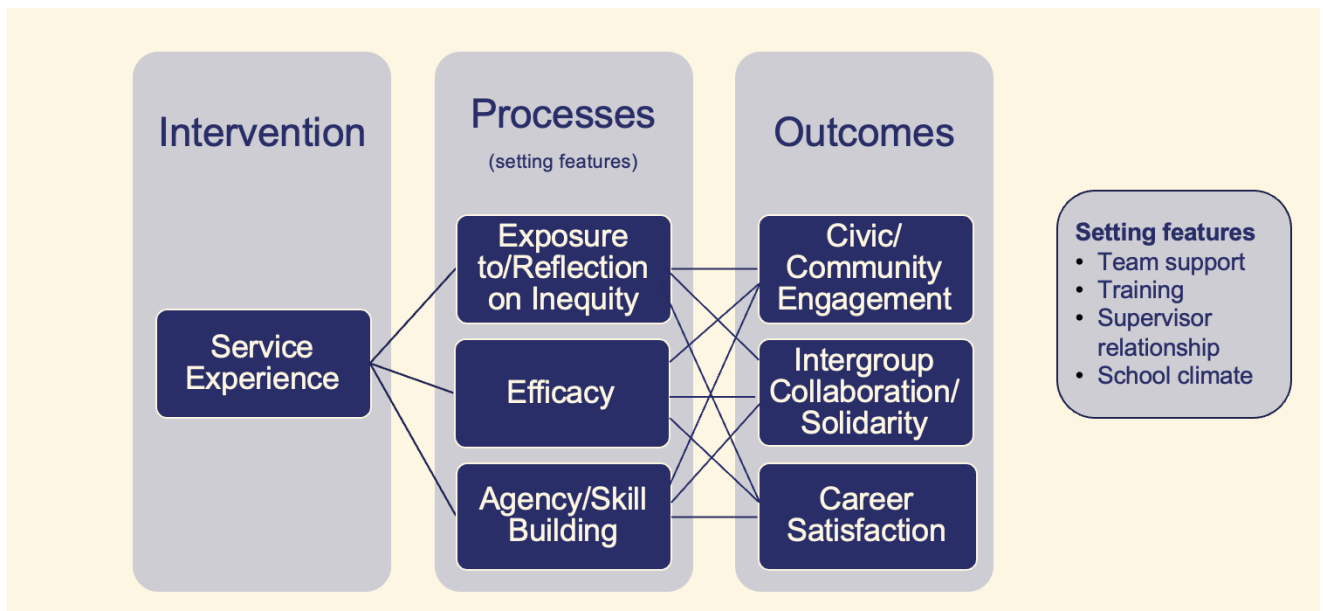 Intervention
Service
Experience
Processes
(setting features)
Exposure
to/Reflection
on Inequity
Efficacy
Agency/Skill
Building
Outcomes
Civic/
Community
Engagement
Intergroup
Collaboration/
Solidarity
Career
Satisfaction
Setting features
• Team support
• Training
• Supervisor
relationship
• School climate